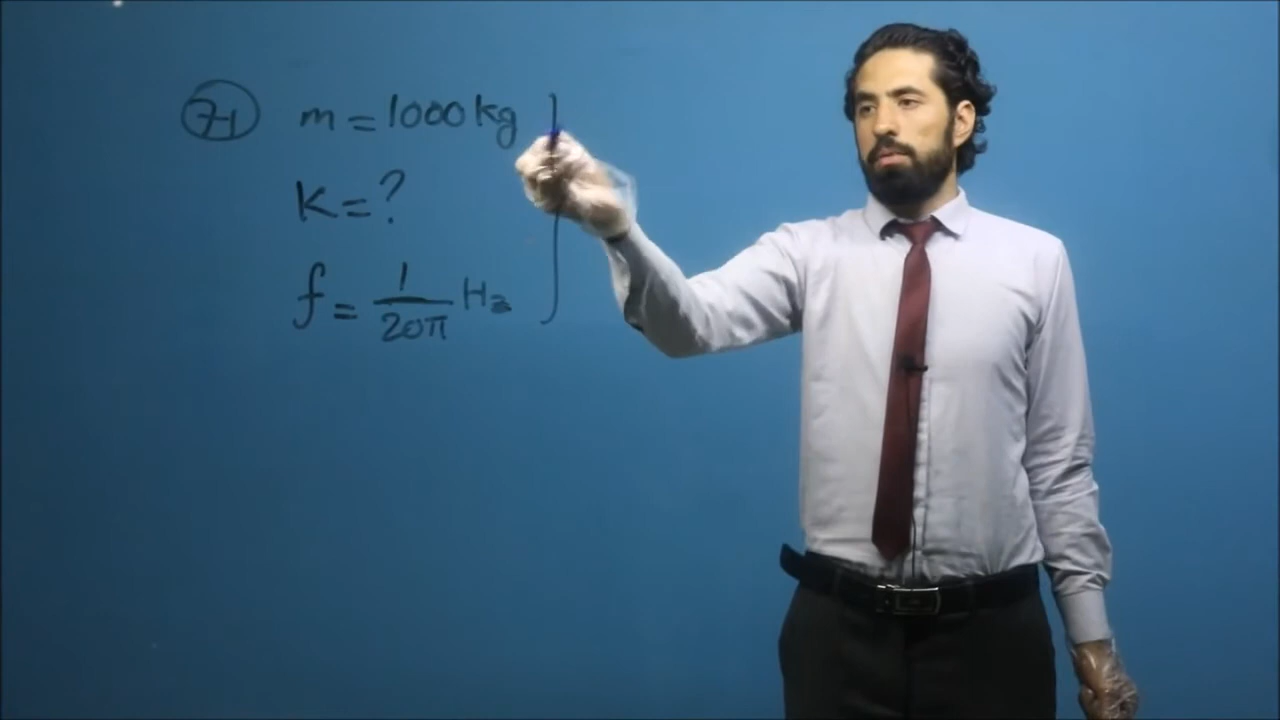 71 m = 1000 kg
K = ?
f = 1/20π Hz